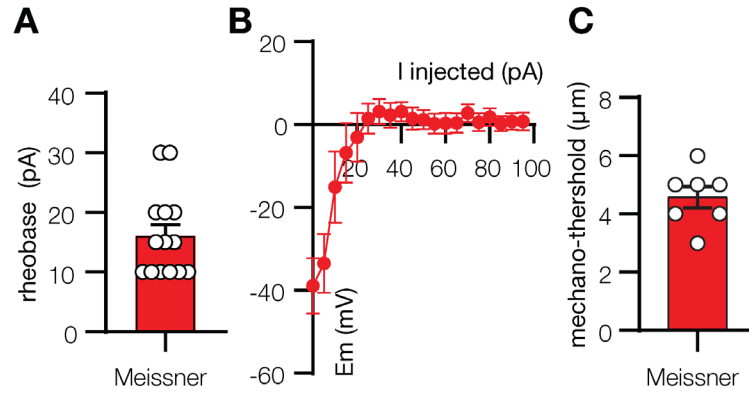 A
rheobase (pA)
40
30
20
10
0
Meissner
B
I injected (pA)
Em (mV)
20
0
-20
-40
-60
20
40
60
80
100
C
mechano-thershold (μm)
8
6
4
2
0
Meissner